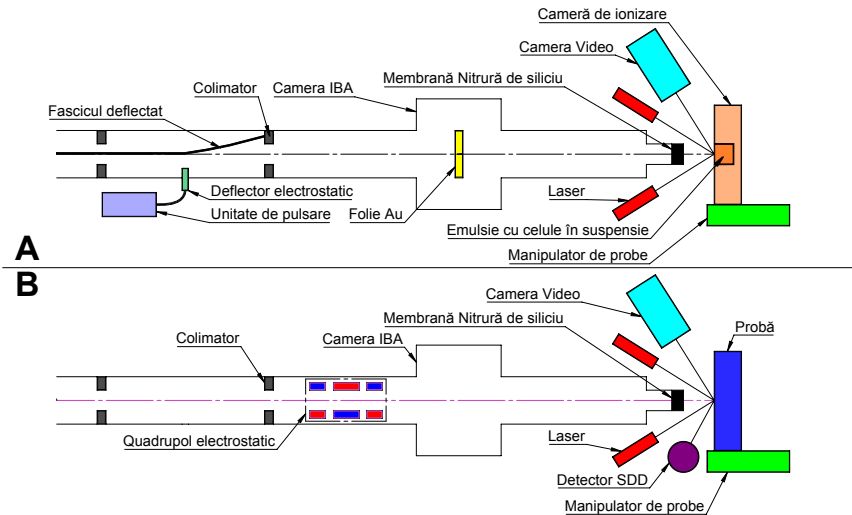 Cameră de ionizare
Camera Video
Membrană Nitrură de siliciu
Colimator
Camera IBA
Fascicul deflectat
Deflector electrostatic
Unitate de pulsare
Folie Au
Laser
Emulsie cu celule în suspensie
Manipulator de probe
A
B
Camera Video
Membrană Nitrură de siliciu
Probă
Colimator
Camera IBA
Quadrupol electrostatic
Laser
Detector SDD
Manipulator de probe